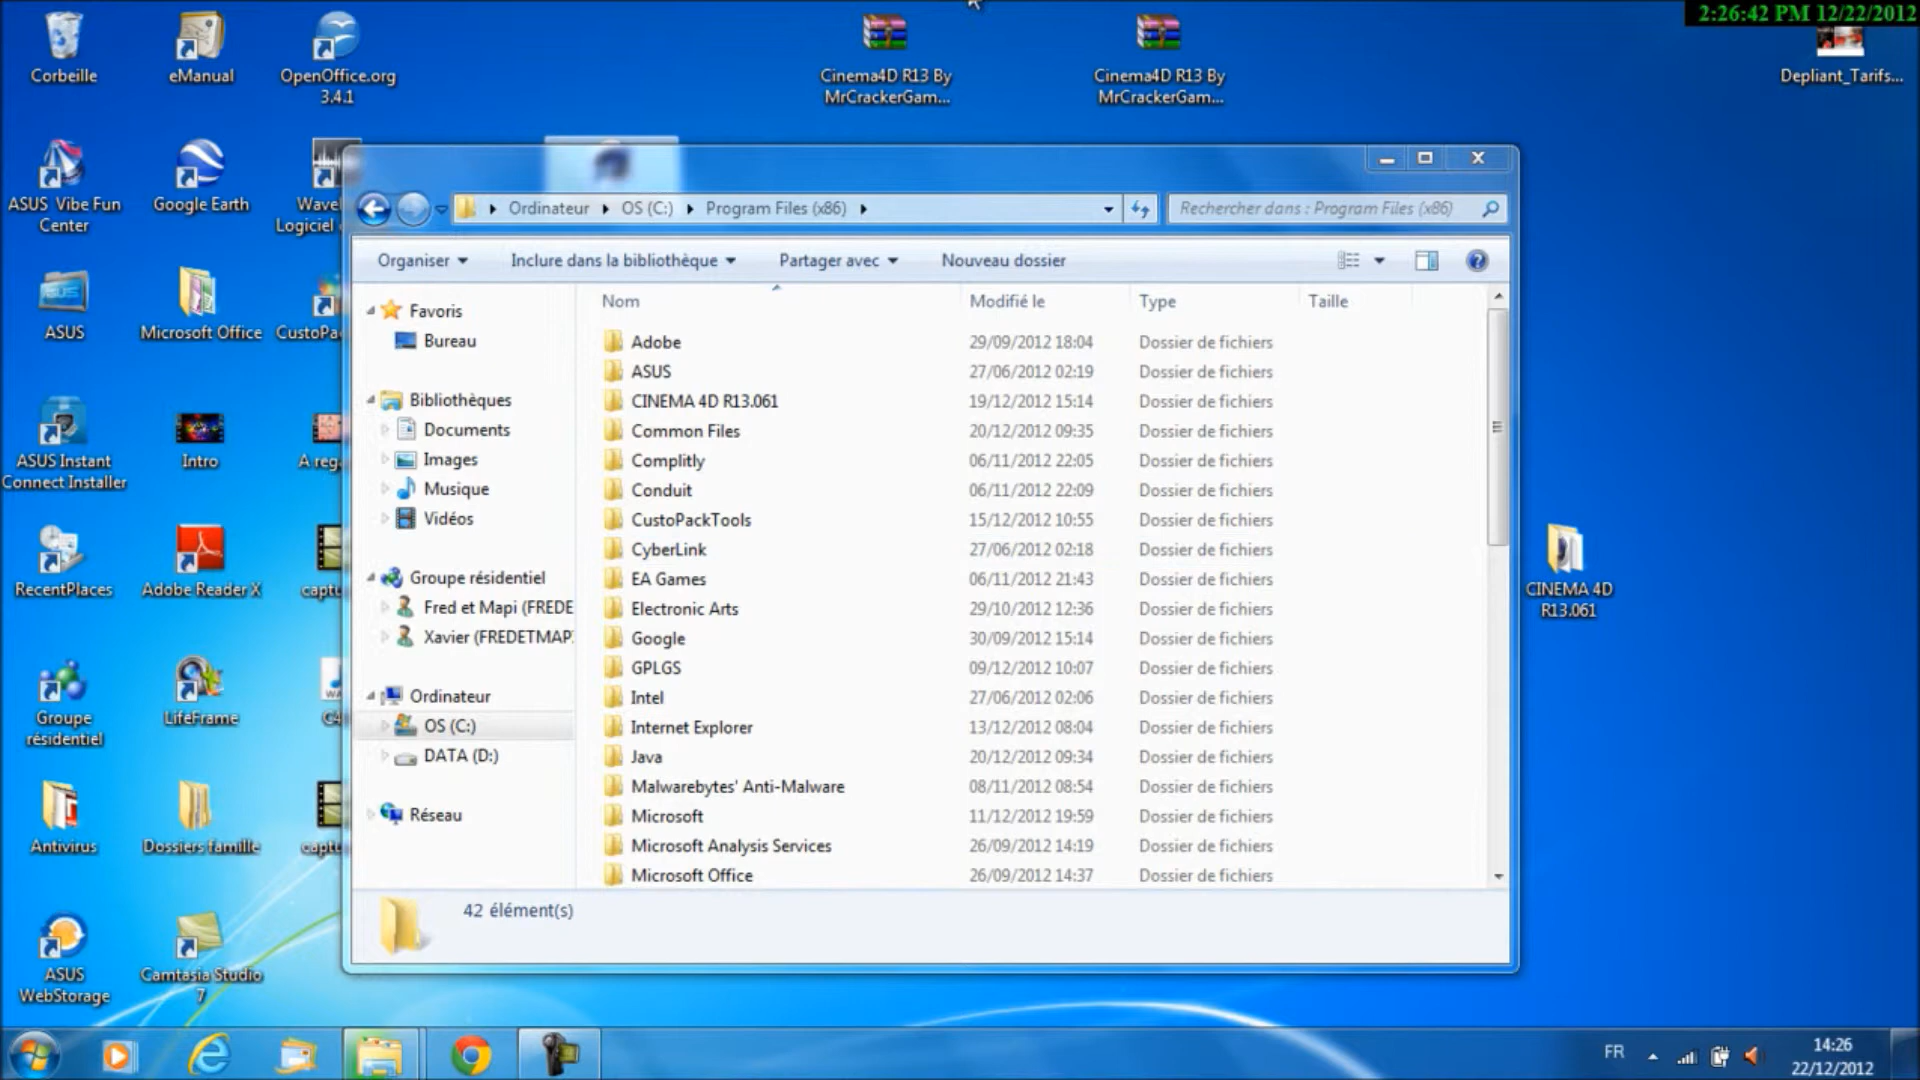 2:26:42 PM 12/22/2012
Corbeille
eManual
OpenOffice.org
3.4.1
Cinema4D R13 By
MrCrackerGam...
Cinema4D R13 By
MrCrackerGam...
Depliant_Tarifs...
ASUS Vibe Fun
Center
Google Earth
Logiciel
ASUS
Microsoft Office
ASUS Instant
Connect Installer
Intro
RecentPlaces
Adobe Reader X
Groupe
résidentiel
LifeFrame
Antivirus
Dossiers famille
ASUS
WebStorage
Camtasia Studio
7
CINEMA 4D
R13.061
Ordinateur
OS (C:)
Program Files (x86)
Rechercher dans : Program Files (x86)
Organiser
Inclure dans la bibliothèque
Partager avec
Nouveau dossier
Favoris
Bureau
Bibliothèques
Documents
Images
Musique
Vidéos
Groupe résidentiel
Fred et Mapi (FREDE
Xavier (FREDETMAP
Ordinateur
OS (C:)
DATA (D:)
Réseau
Nom Modifié le Type Taille
Adobe 29/09/2012 18:04 Dossier de fichiers
ASUS 27/06/2012 02:19 Dossier de fichiers
CINEMA 4D R13.061 19/12/2012 15:14 Dossier de fichiers
Common Files 20/12/2012 09:35 Dossier de fichiers
Complitly 06/11/2012 22:05 Dossier de fichiers
Conduit 06/11/2012 22:09 Dossier de fichiers
CustoPackTools 15/12/2012 10:55 Dossier de fichiers
CyberLink 27/06/2012 02:18 Dossier de fichiers
EA Games 06/11/2012 21:43 Dossier de fichiers
Electronic Arts 29/10/2012 12:36 Dossier de fichiers
Google 30/09/2012 15:14 Dossier de fichiers
GPLGS 09/12/2012 10:07 Dossier de fichiers
Intel 27/06/2012 02:06 Dossier de fichiers
Internet Explorer 13/12/2012 08:04 Dossier de fichiers
Java 20/12/2012 09:34 Dossier de fichiers
Malwarebytes' Anti-Malware 08/11/2012 08:54 Dossier de fichiers
Microsoft 11/12/2012 19:59 Dossier de fichiers
Microsoft Analysis Services 26/09/2012 14:19 Dossier de fichiers
Microsoft Office 26/09/2012 14:37 Dossier de fichiers
42 élément(s)
FR
14:26
22/12/2012